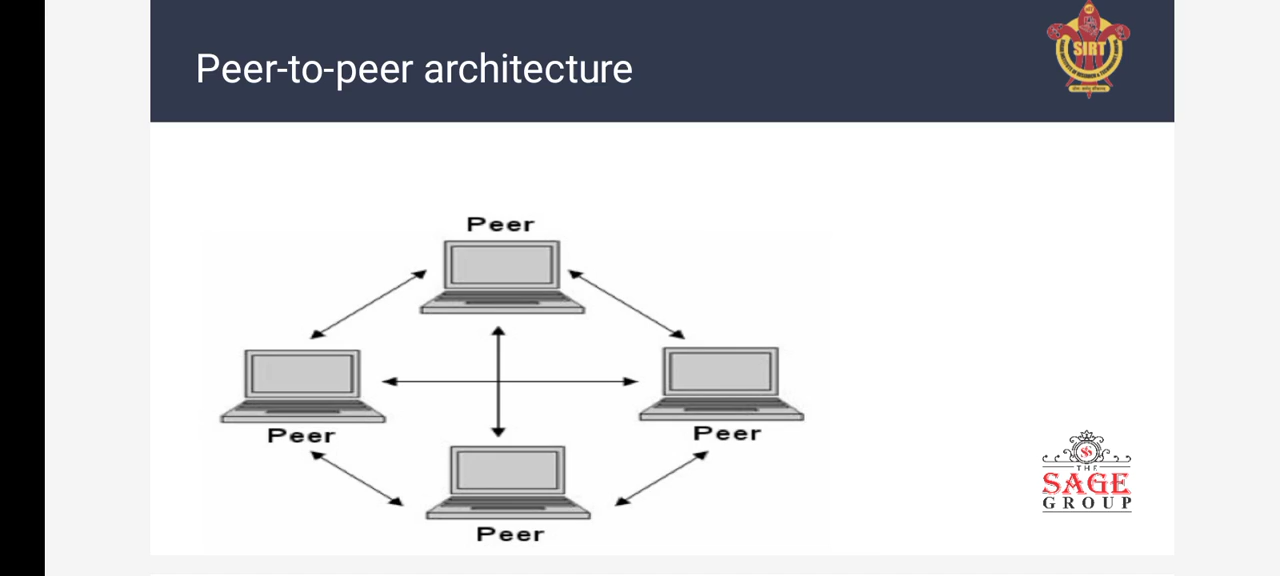 Peer-to-peer architecture
SIRT
Peer
Peer
Peer
Peer
THE
SAGE
GROUP